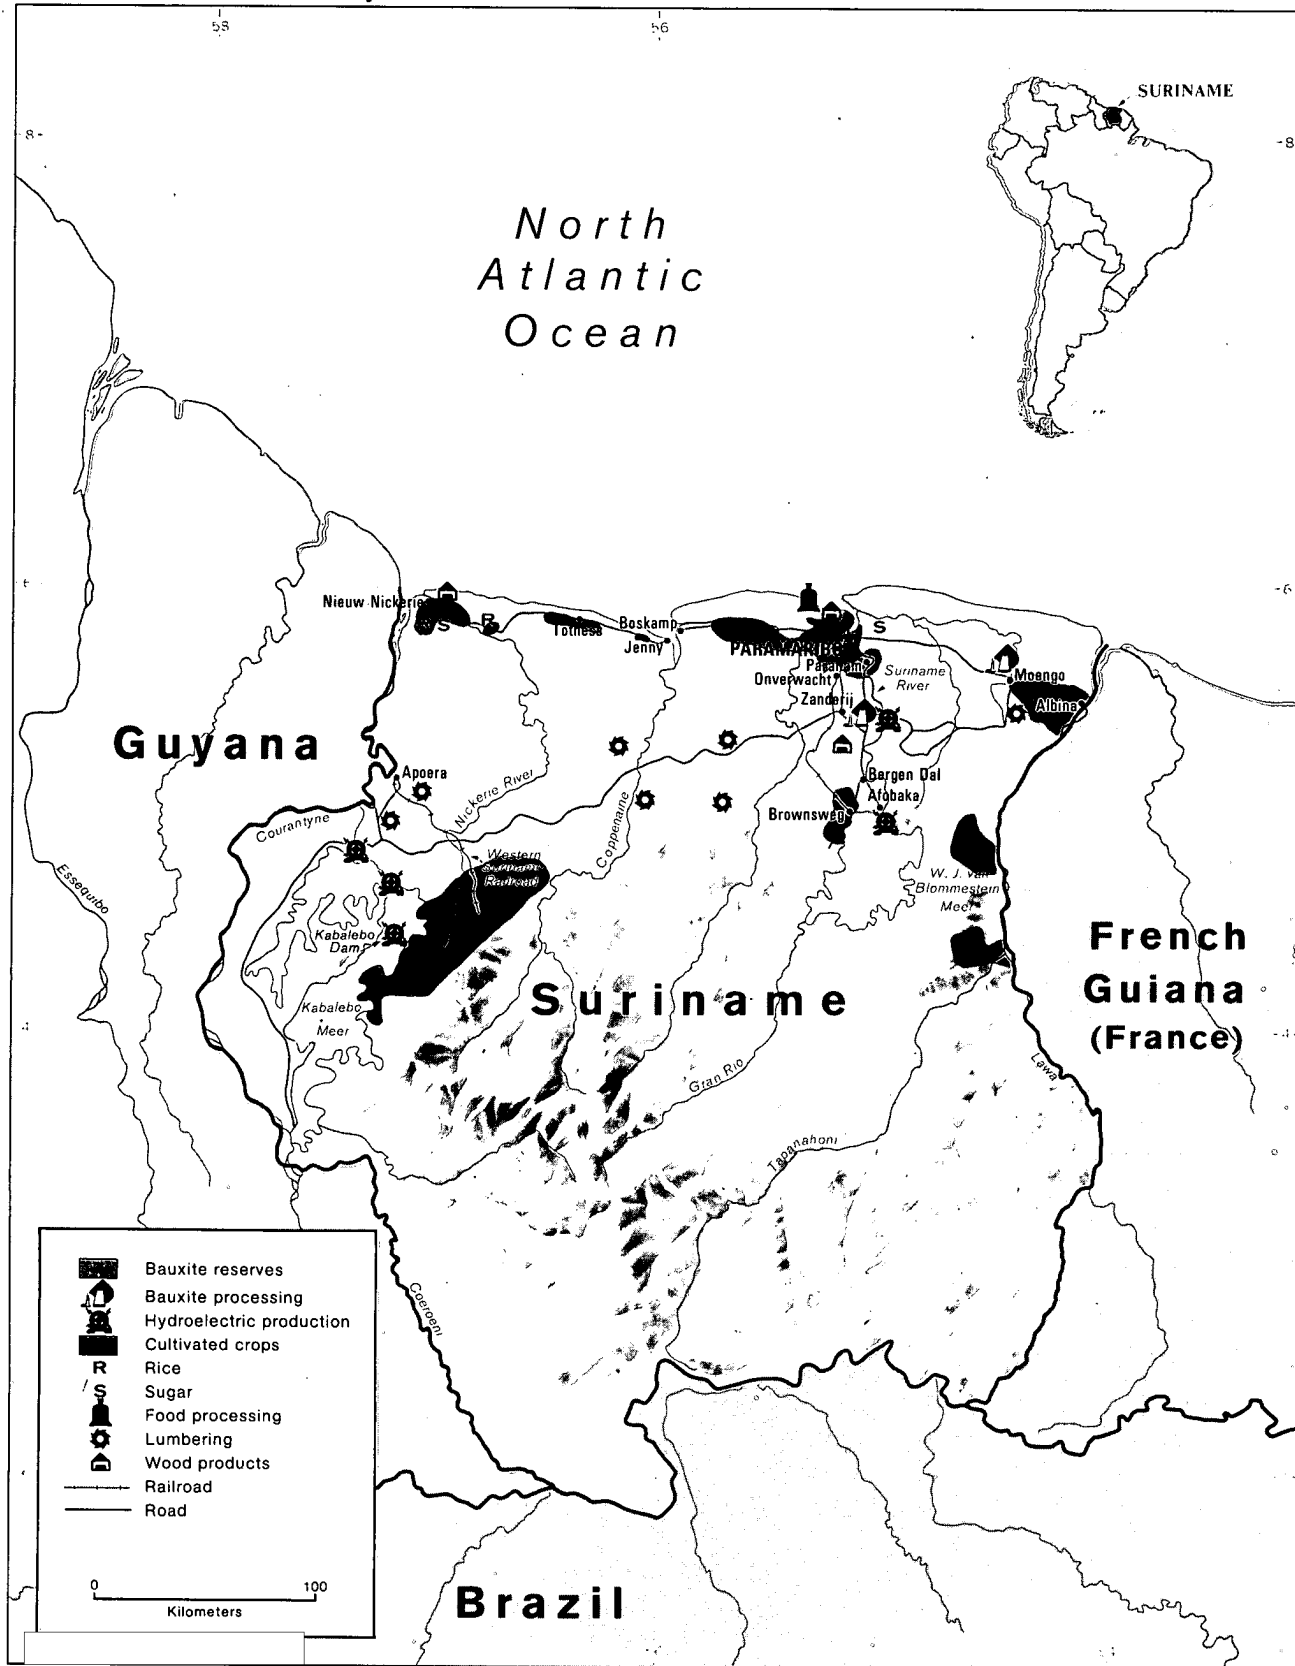 58
56
SURINAME
8
8
North
Atlantic
Ocean
6
Nieuw Nickerie
S
R
Totness
Boskamp
Jenny
PARAMARIBO
S
Paranam
Onverwacht
Suriname
River
Zanderij
Moengo
Albina
Guyana
Apoera
Nickerie River
Coppename
Bergen Dal
Afobaka
Brownsweg
Courantyne
Essequibo
Western
Suriname
Railroad
W. J. van
Blommestein
Meer
Kabalebo
Dam
French
Guiana
(France)
Suriname
Kabalebo
Meer
4
Gran Rio
Lawa
Tapanahoni
Coeroeni
Bauxite reserves
Bauxite processing
Hydroelectric production
Cultivated crops
R Rice
S Sugar
Food processing
Lumbering
Wood products
Railroad
Road
0 100
Kilometers
Brazil